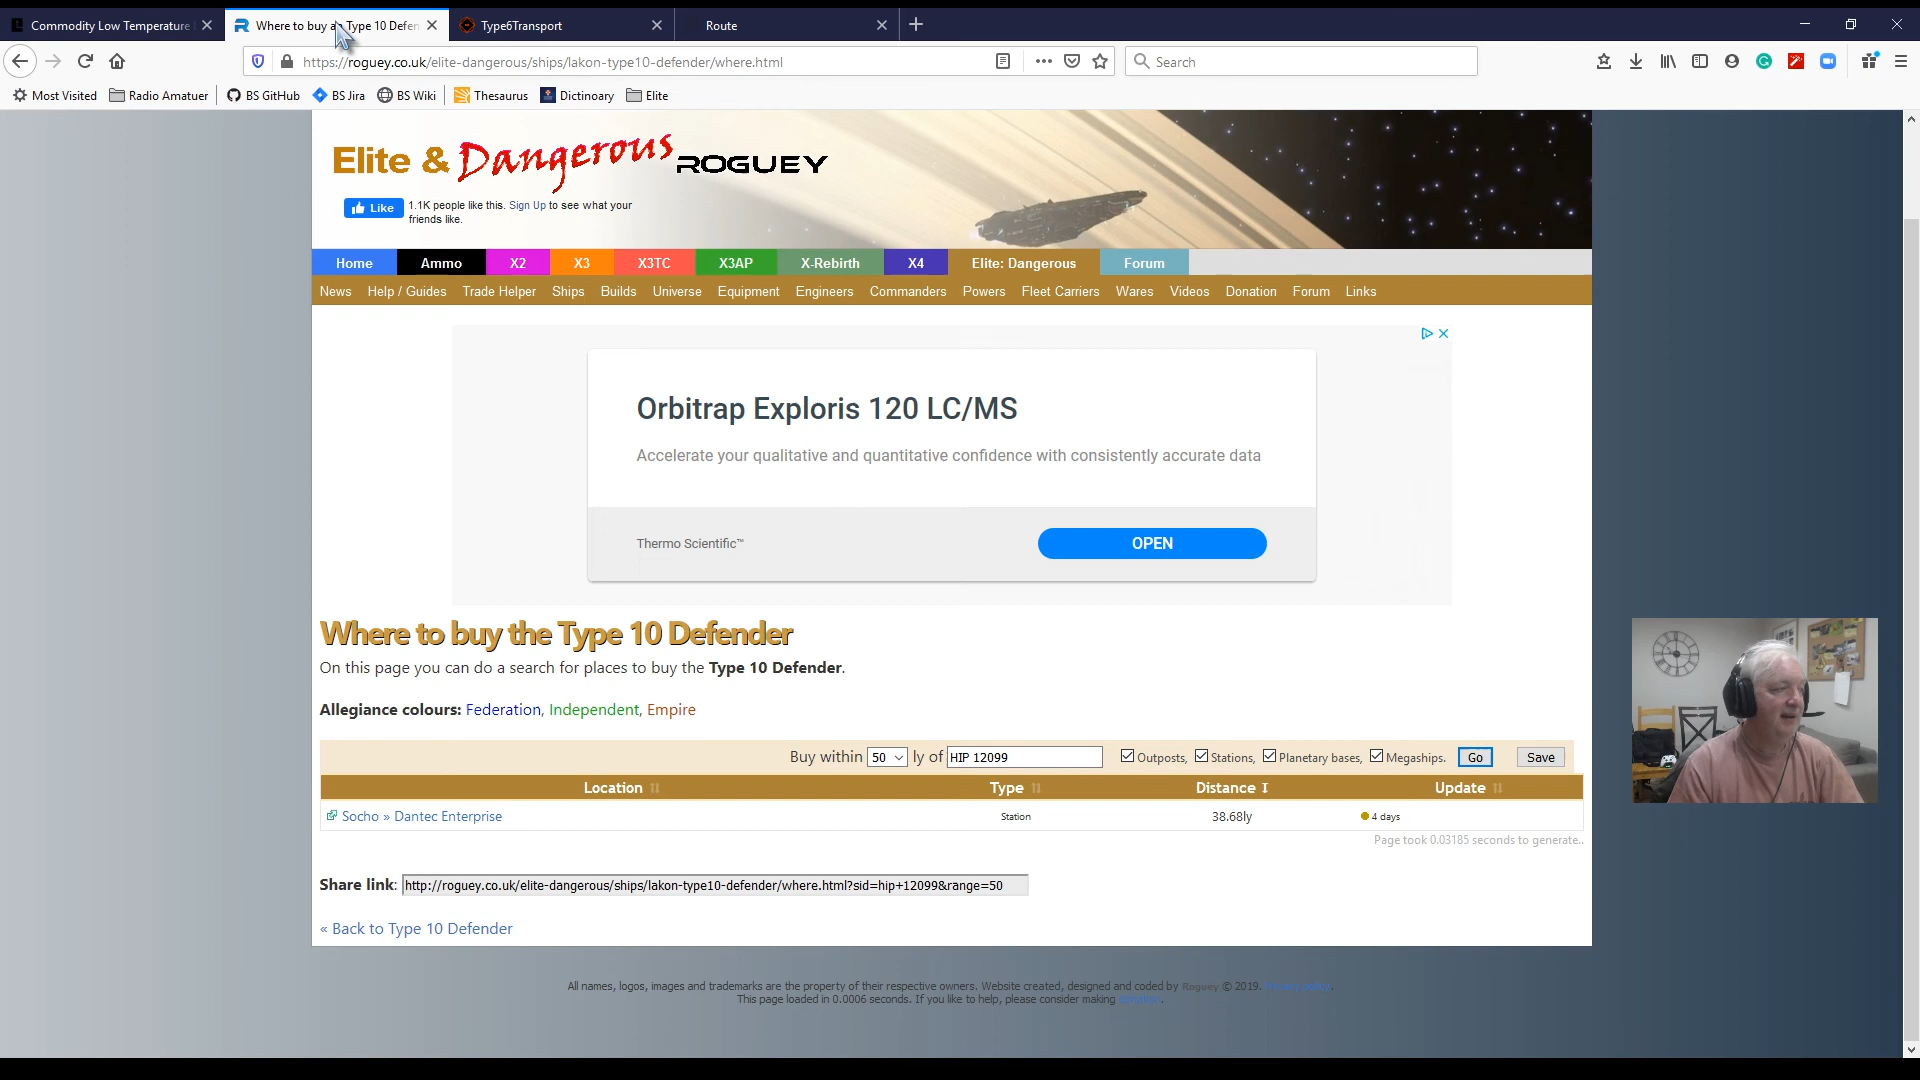 Commodity Low Temperature
Where to buy a Type 10 Defen
Type6Transport
Route
https://roguey.co.uk/elite-dangerous/ships/lakon-type10-defender/where.html
Search
Most Visited
Radio Amatuer
BS GitHub
BS Jira
BS Wiki
Thesaurus
Dictinoary
Elite
Elite & Dangerous ROGUEY
Like
1.1K people like this. Sign Up to see what your
friends like.
Home
Ammo
X2
X3
X3TC
X3AP
X-Rebirth
X4
Elite: Dangerous
Forum
News
Help / Guides
Trade Helper
Ships
Builds
Universe
Equipment
Engineers
Commanders
Powers
Fleet Carriers
Wares
Videos
Donation
Forum
Links
Orbitrap Exploris 120 LC/MS
Accelerate your qualitative and quantitative confidence with consistently accurate data
Thermo Scientific™
OPEN
Where to buy the Type 10 Defender
On this page you can do a search for places to buy the Type 10 Defender.
Allegiance colours: Federation, Independent, Empire
Buy within 50 ly of HIP 12099
Outposts, Stations, Planetary bases, Megaships. Go Save
Location
Type
Distance
Update
Socho » Dantec Enterprise
Station
38.68ly
4 days
Page took 0.03185 seconds to generate..
Share link: http://roguey.co.uk/elite-dangerous/ships/lakon-type10-defender/where.html?sid=hip+12099&range=50
« Back to Type 10 Defender
All names, logos, images and trademarks are the property of their respective owners. Website created, designed and coded by Roguey © 2019.
This page loaded in 0.0006 seconds. If you like to help, please consider making